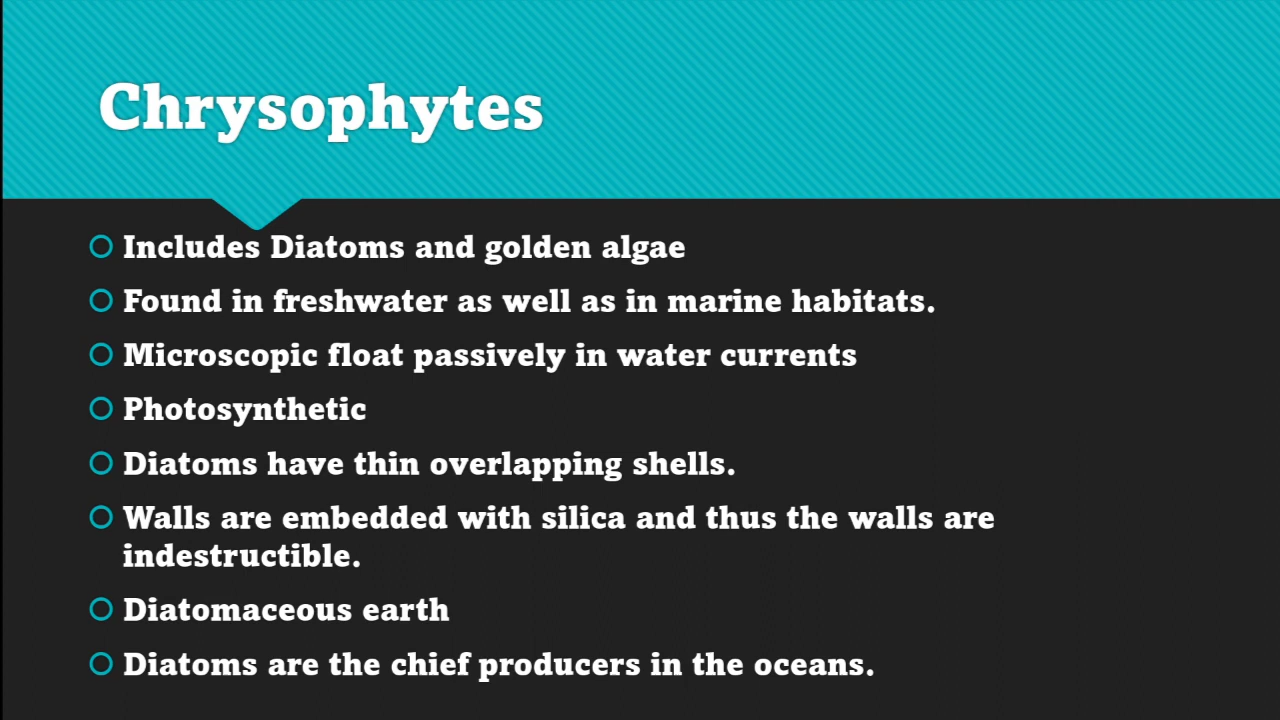 Chrysophytes
Includes Diatoms and golden algae
Found in freshwater as well as in marine habitats.
Microscopic float passively in water currents
Photosynthetic
Diatoms have thin overlapping shells.
Walls are embedded with silica and thus the walls are
indestructible.
Diatomaceous earth
Diatoms are the chief producers in the oceans.